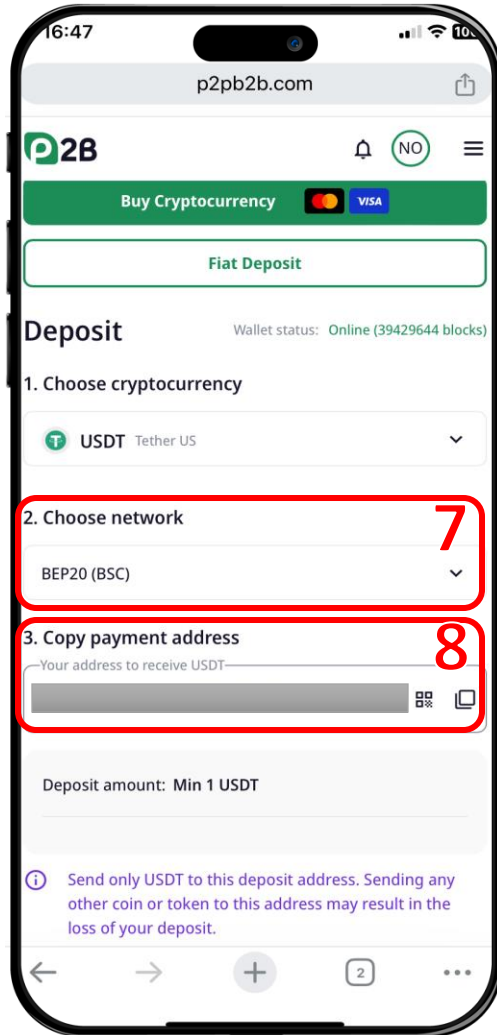 16:47
p2pb2b.com
P2B
NO
Buy Cryptocurrency VISA
Fiat Deposit
Deposit
Wallet status: Online (39429644 blocks)
1. Choose cryptocurrency
USDT Tether US
2. Choose network
7
BEP20 (BSC)
3. Copy payment address
8
Your address to receive USDT
Deposit amount: Min 1 USDT
Send only USDT to this deposit address. Sending any
other coin or token to this address may result in the
loss of your deposit.
2